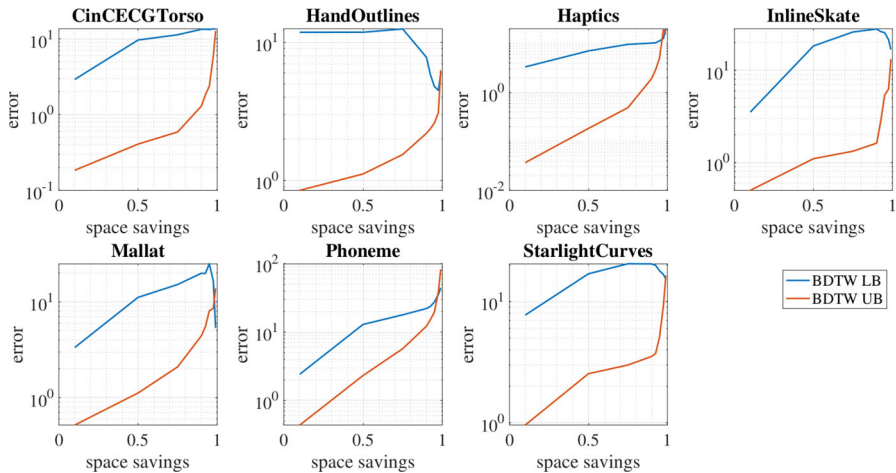 CinCECGTorso
HandOutlines
Haptics
InlineSkate
10^1
10^0
10^-1
error
0 0.5 1
space savings
10^1
10^0
error
0 0.5 1
space savings
10^0
10^-2
error
0 0.5 1
space savings
10^1
10^0
error
0 0.5 1
space savings
Mallat
Phoneme
StarlightCurves
10^1
10^0
error
0 0.5 1
space savings
10^2
10^1
10^0
error
0 0.5 1
space savings
10^1
10^0
error
0 0.5 1
space savings
BDTW LB
BDTW UB